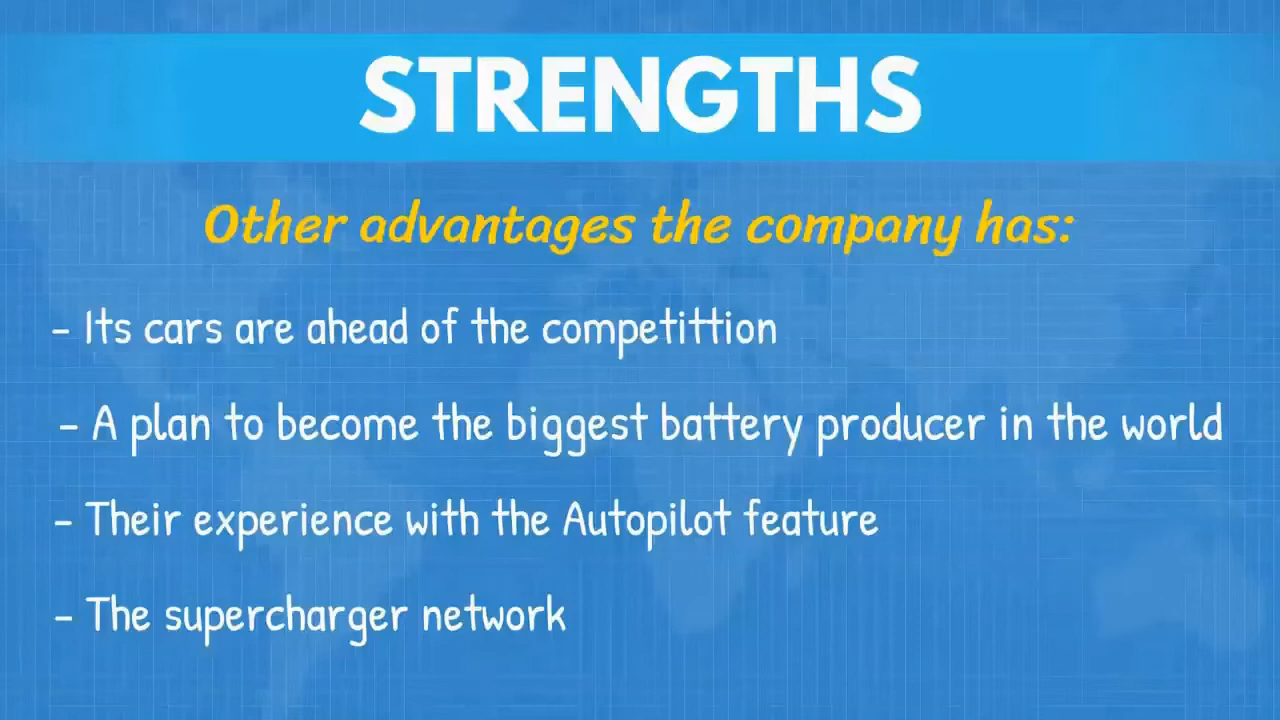 STRENGTHS
Other advantages the company has:
- Its cars are ahead of the competittion
- A plan to become the biggest battery producer in the world
- Their experience with the Autopilot feature
- The supercharger network